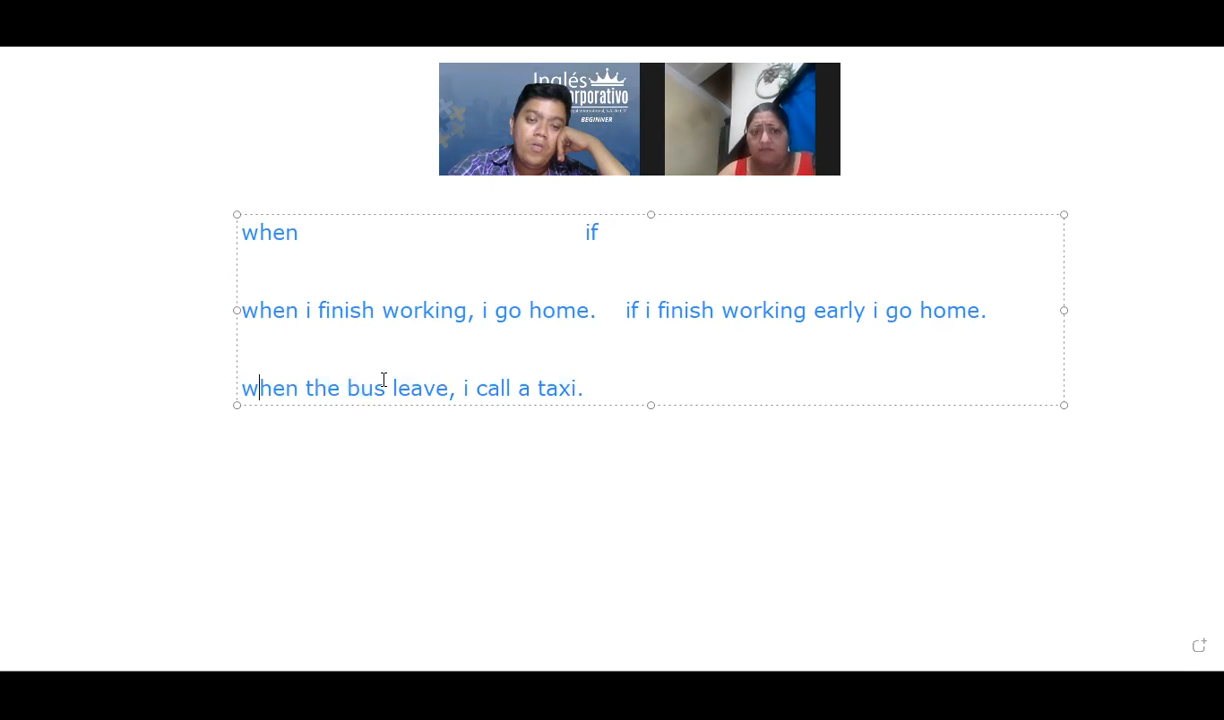 Inglés
orporativo
BEGINNER
when if
when i finish working, i go home. if i finish working early i go home.
when the bus leave, i call a taxi.